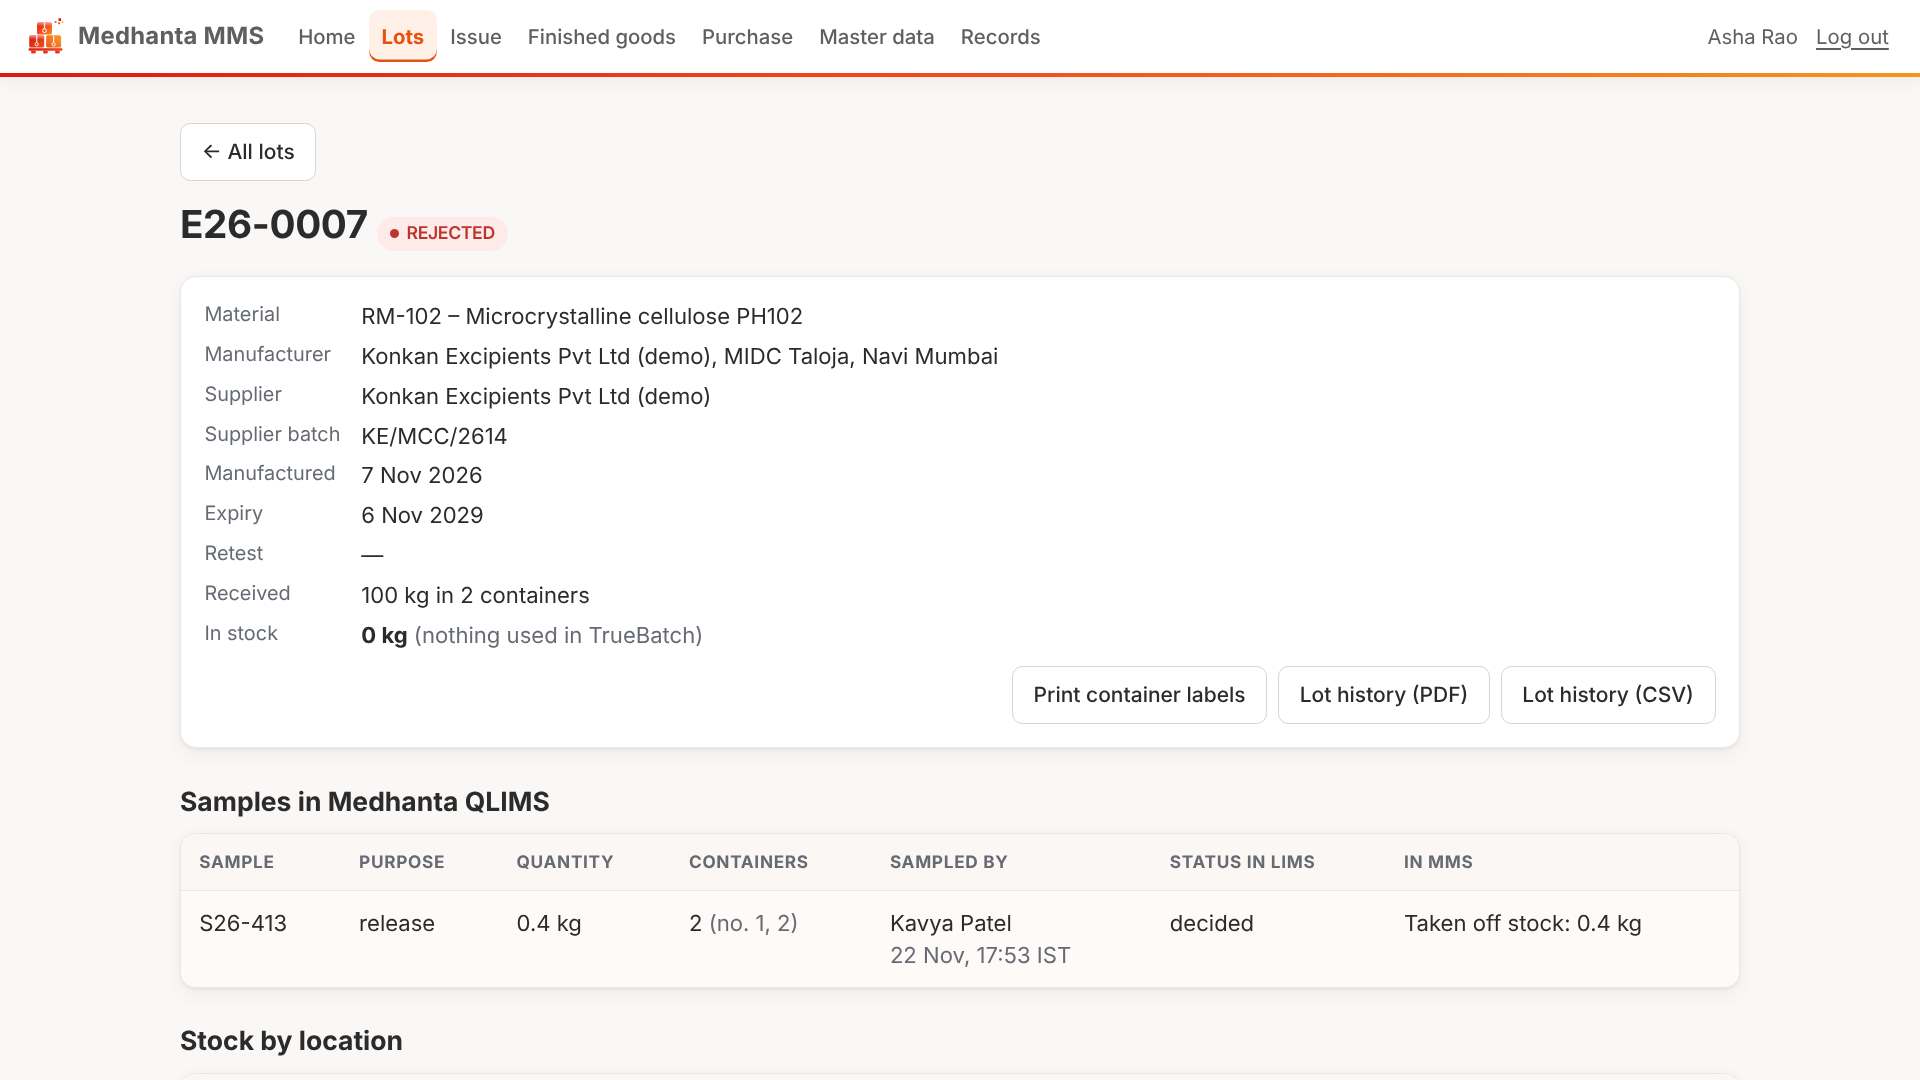 Medhanta MMS Home Lots Issue Finished goods Purchase Master data Records Asha Rao Log out
← All lots
E26-0007 REJECTED
Material RM-102 – Microcrystalline cellulose PH102
Manufacturer Konkan Excipients Pvt Ltd (demo), MIDC Taloja, Navi Mumbai
Supplier Konkan Excipients Pvt Ltd (demo)
Supplier batch KE/MCC/2614
Manufactured 7 Nov 2026
Expiry 6 Nov 2029
Retest —
Received 100 kg in 2 containers
In stock 0 kg (nothing used in TrueBatch)
Print container labels Lot history (PDF) Lot history (CSV)
Samples in Medhanta QLIMS
SAMPLE PURPOSE QUANTITY CONTAINERS SAMPLED BY STATUS IN LIMS IN MMS
S26-413 release 0.4 kg 2 (no. 1, 2) Kavya Patel decided Taken off stock: 0.4 kg
22 Nov, 17:53 IST
Stock by location